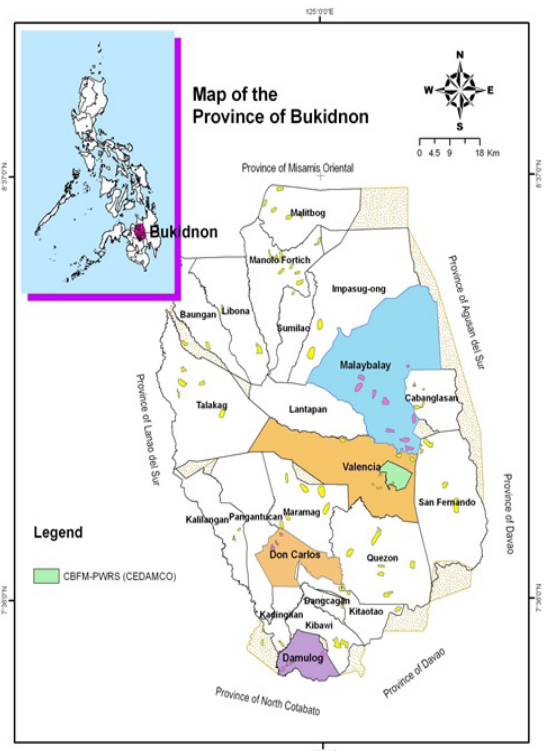 125°0'0"E
Map of the
Province of Bukidnon
N
W
E
S
0 4.5 9 18 Km
Bukidnon
Province of Misamis Oriental
Malitbog
Manolo Fortich
Impasug-ong
Baungan
Libona
Sumilao
Province of Agusan del Sur
Malaybalay
Cabanglasan
Talakag
Lantapan
Province of Lanao del Sur
Valencia
San Fernando
Province of Davao
Kalilangan
Pangantucan
Maramag
Legend
Don Carlos
Quezon
CBFM-PWRS (CEDAMCO)
Dangcagan
Kadingilan
Kitaotao
Kibawi
Damulog
Province of Davao
Province of North Cotabato